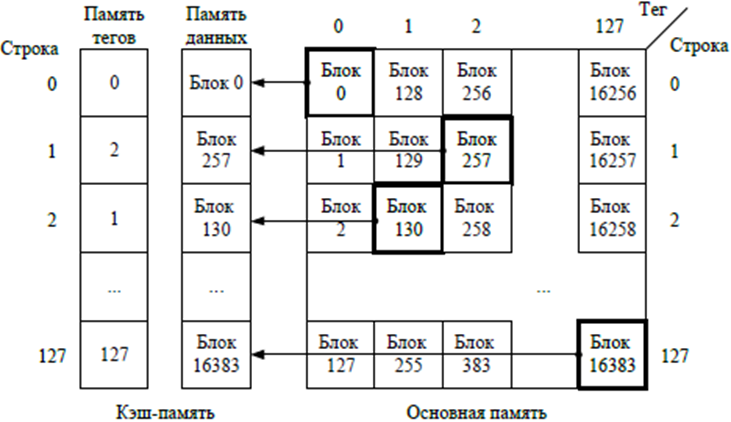 Память Память 0 1 2 127 Тег
тегов данных
Строка Строка
0 0 Блок 0 Блок Блок Блок Блок 0
0 128 256 16256
1 2 Блок Блок Блок Блок Блок 1
257 1 129 257 16257
2 1 Блок Блок Блок Блок Блок 2
130 2 130 258 16258
... ... ...
127 127 Блок Блок Блок Блок Блок 127
16383 127 255 383 16383
Кэш-память Основная память